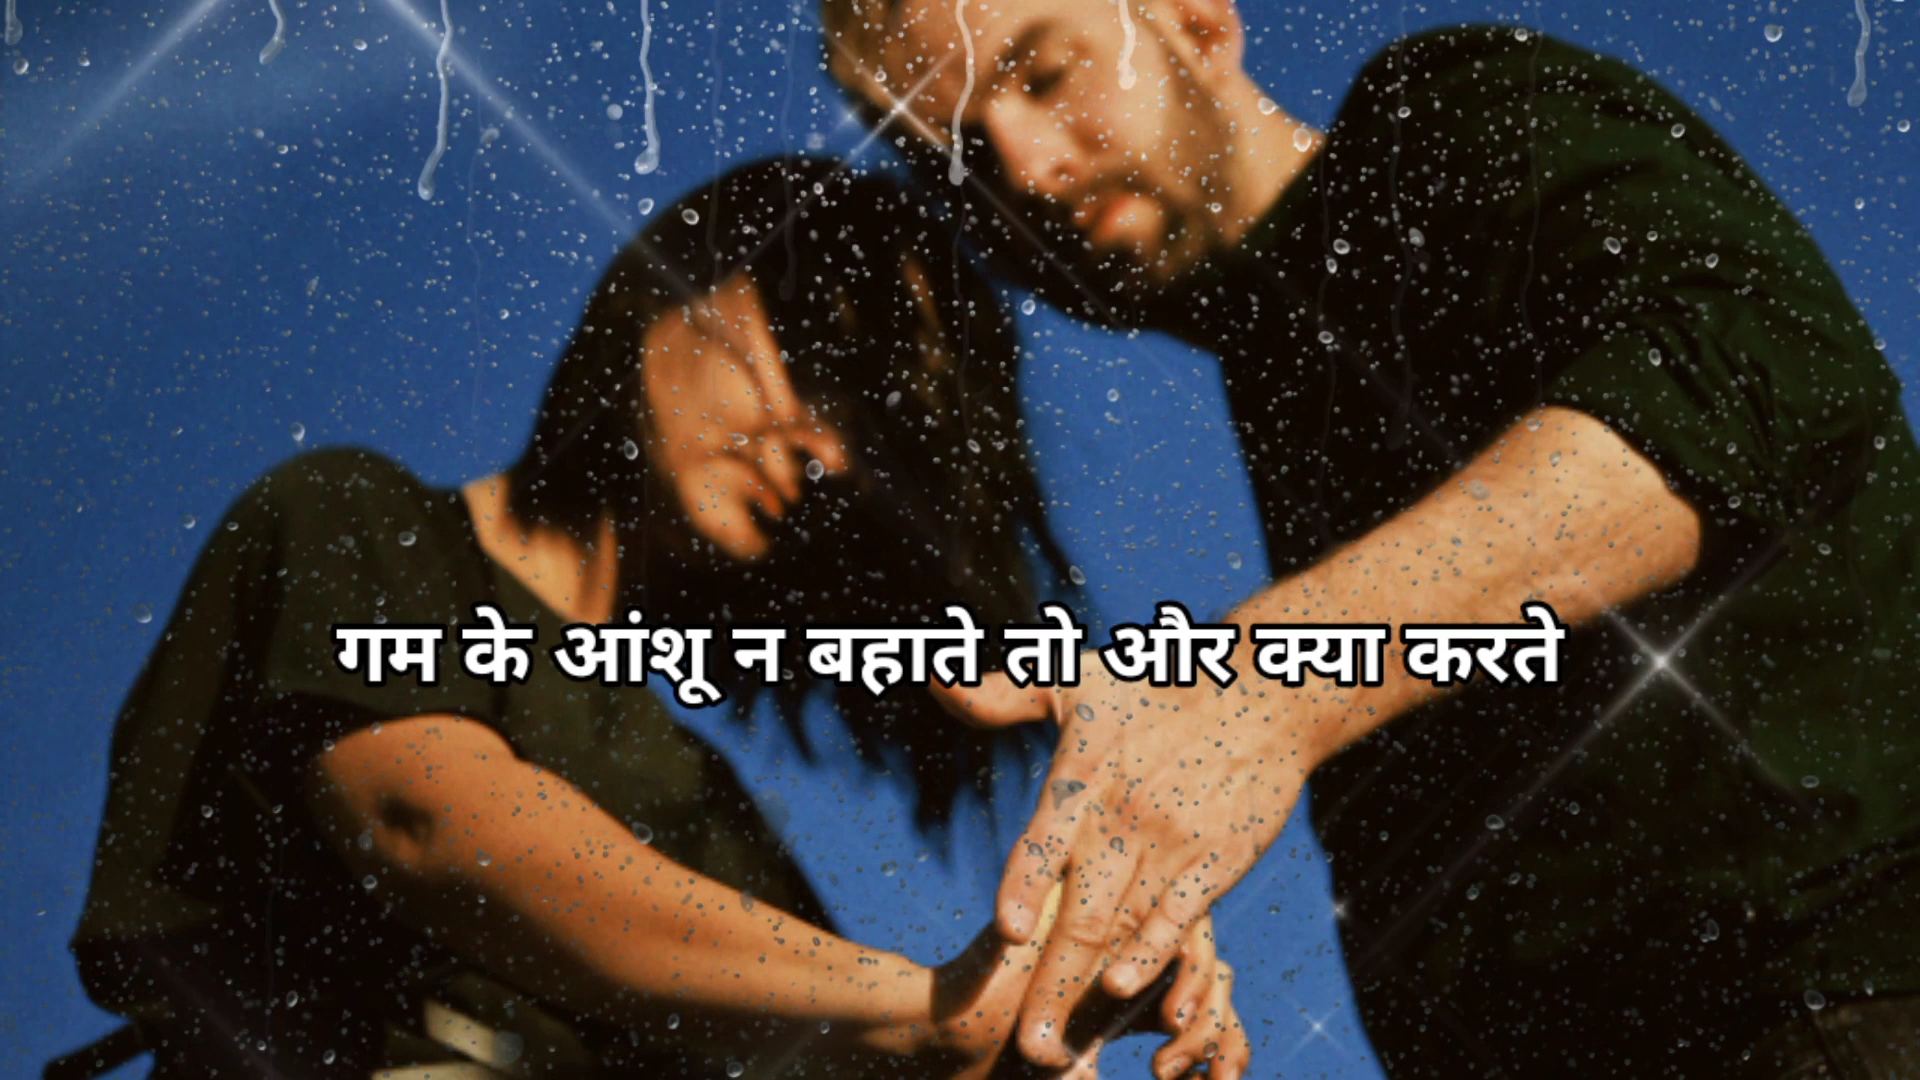 गम के आंशू न बहाते तो और क्या करते